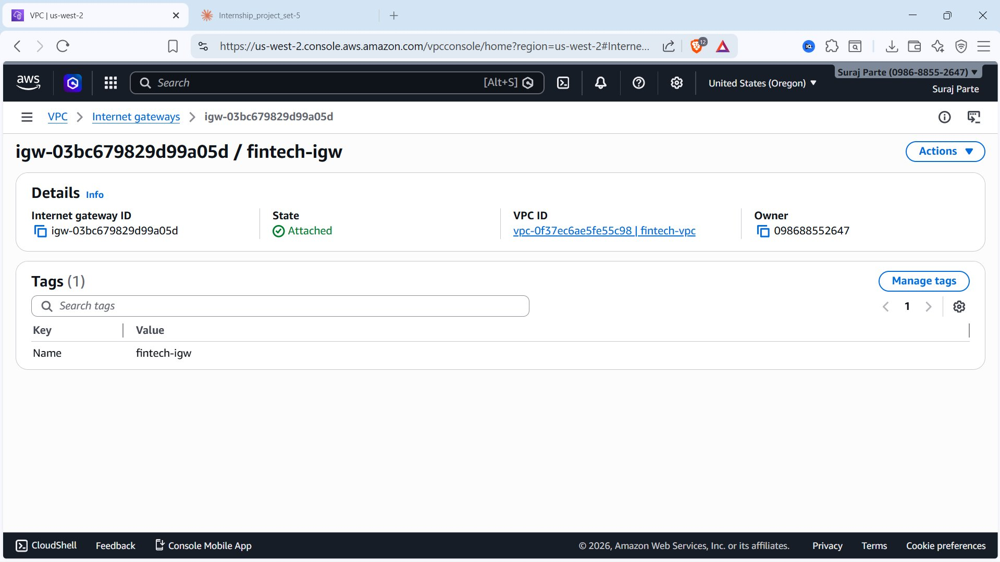 VPC | us-west-2
Internship_project_set-5
https://us-west-2.console.aws.amazon.com/vpcconsole/home?region=us-west-2#Interne...
12
aws
Search
[Alt+S]
United States (Oregon)
Suraj Parte (0986-8855-2647)
Suraj Parte
VPC
Internet gateways
igw-03bc679829d99a05d
igw-03bc679829d99a05d / fintech-igw
Actions
Details Info
Internet gateway ID
igw-03bc679829d99a05d
State
Attached
VPC ID
vpc-0f37ec6ae5fe55c98 | fintech-vpc
Owner
098688552647
Tags (1)
Manage tags
Search tags
1
Key Value
Name fintech-igw
CloudShell Feedback Console Mobile App © 2026, Amazon Web Services, Inc. or its affiliates. Privacy Terms Cookie preferences